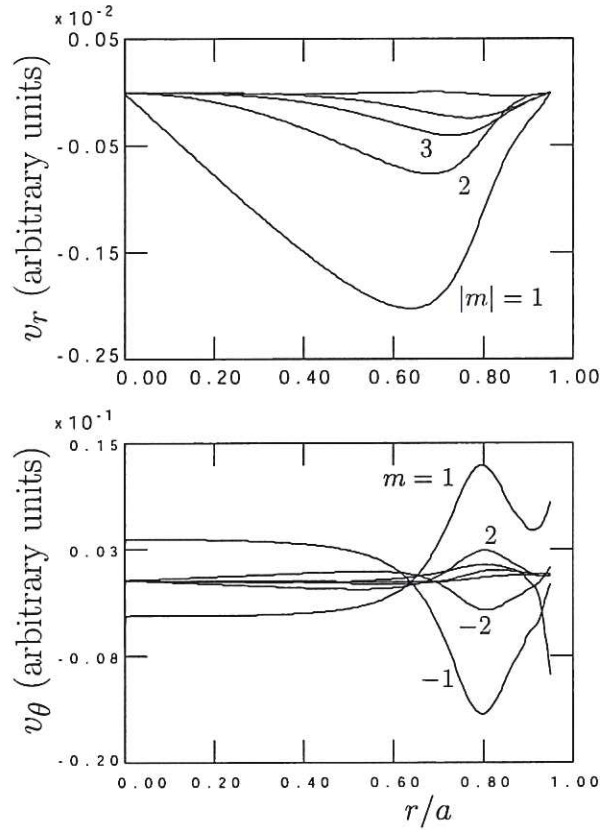 × 10⁻²
0.05
-0.05
-0.15
-0.25
v_r (arbitrary units)
3
2
|m| = 1
0.00 0.20 0.40 0.60 0.80 1.00
× 10⁻¹
0.15
0.03
-0.08
-0.20
v_θ (arbitrary units)
m = 1
2
−2
−1
0.00 0.20 0.40 0.60 0.80 1.00
r/a